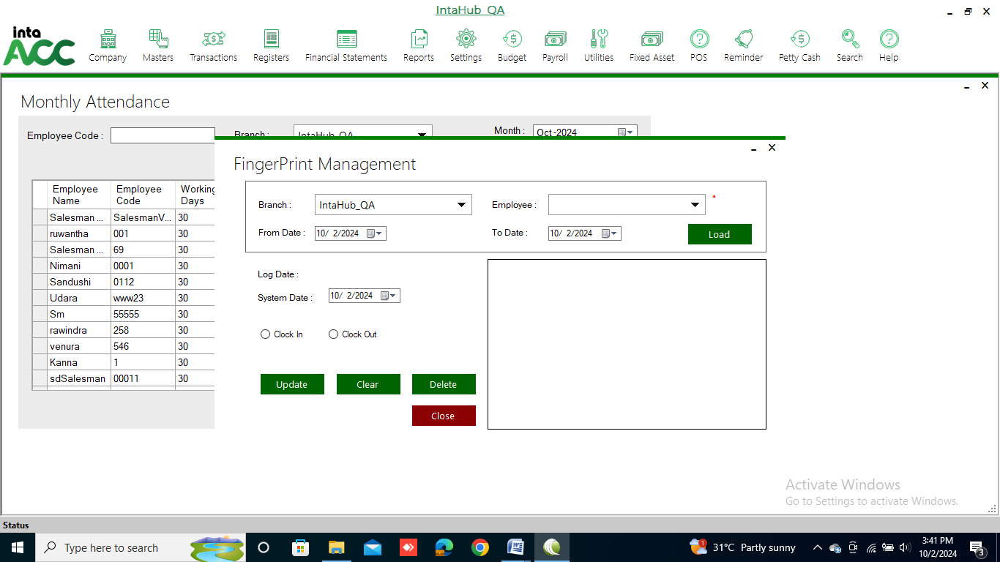 IntaHub_QA
inta
ACC
Company Masters Transactions Registers Financial Statements Reports Settings Budget Payroll Utilities Fixed Asset POS Reminder Petty Cash Search Help
Monthly Attendance
Employee Code : Branch : IntaHub_QA Month : Oct-2024
FingerPrint Management
Branch : IntaHub_QA Employee : *
From Date : 10/ 2/2024 To Date : 10/ 2/2024 Load
Log Date :
System Date : 10/ 2/2024
Clock In Clock Out
Update Clear Delete
Close
Employee Name Employee Code Working Days
Salesman ... SalesmanV... 30
ruwantha 001 30
Salesman ... 69 30
Nimani 0001 30
Sandushi 0112 30
Udara www23 30
Sm 55555 30
rawindra 258 30
venura 546 30
Kanna 1 30
sdSalesman 00011 30
Activate Windows
Go to Settings to activate Windows.
Status
Type here to search
1 31°C Partly sunny
3:41 PM
10/2/2024
3